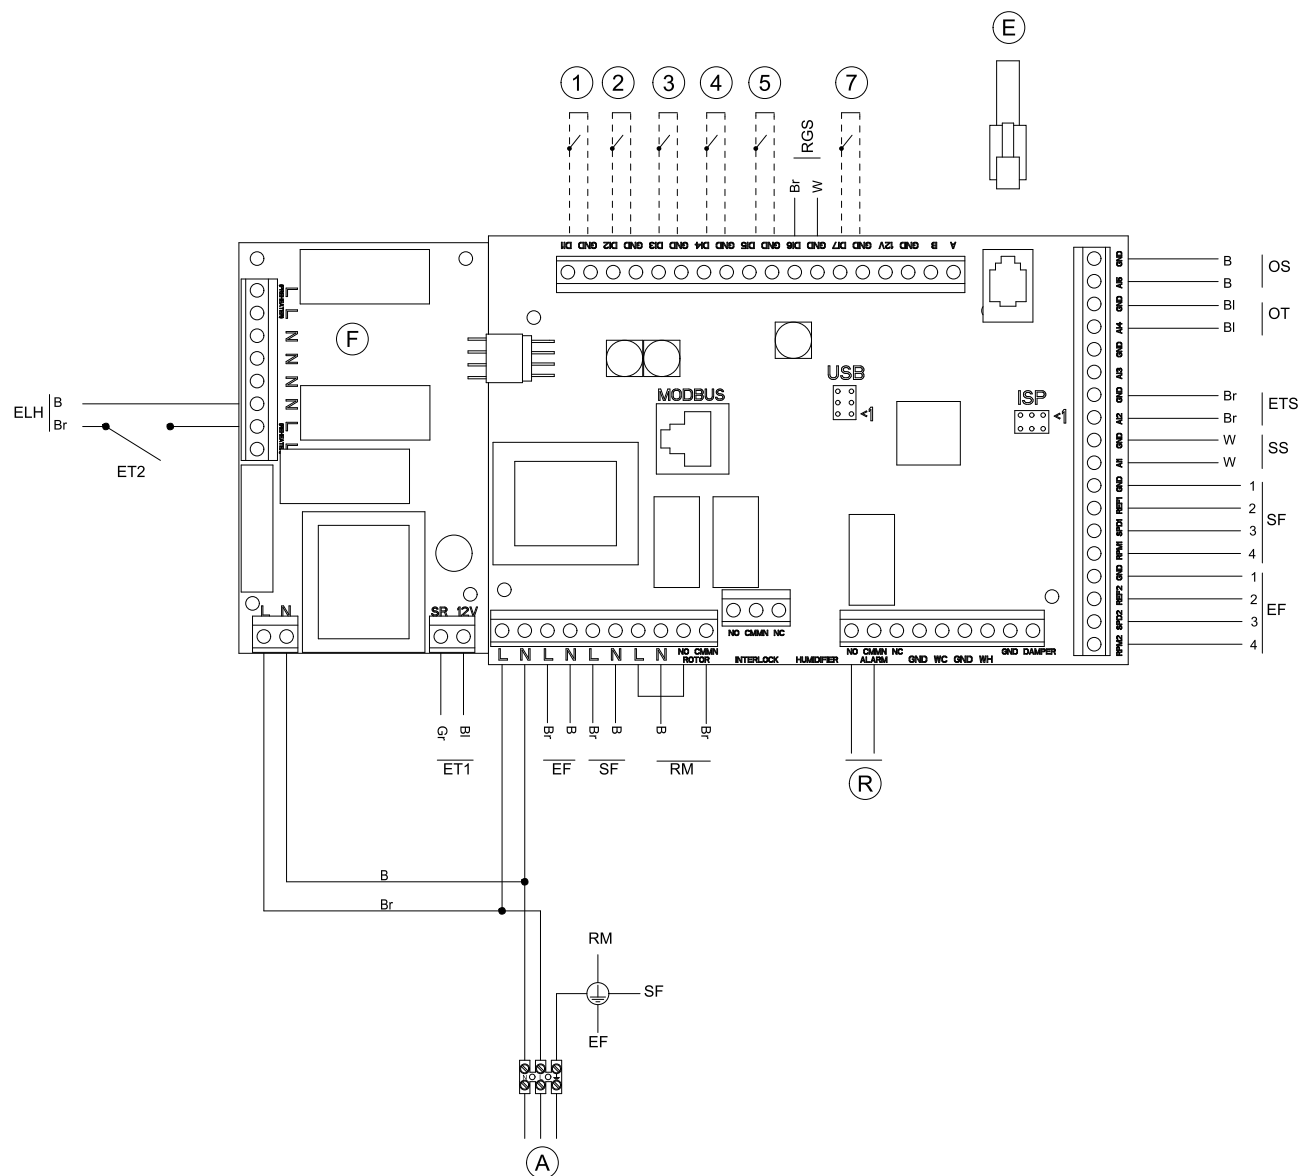 E
1 2 3 4 5 7
RGS
Br W
DI1 GND DI2 GND DI3 GND DI4 GND DI5 GND DI6 GND DI7 GND 12V GND B A
L
L
N
N
N
N
L
L
F
ELH
B
Br
ET2
USB
<1
ISP
<1
MODBUS
GND
AI5
GND
AI4
GND
AI3
GND
AI2
GND
AI1
GND
REF1
SPD1
RPM1
GND
REF2
SPD2
RPM2
B
B
OS
Bl
Bl
OT
Br
Br
ETS
W
W
SS
1
2
3
4
SF
1
2
3
4
EF
L N
SR 12V
NO CMMN NC
L N L N L N L N NO CMMN
ROTOR
INTERLOCK
HUMIDIFIER
NO CMMN NC
ALARM
GND WC GND WH
GND DAMPER
Gr Bl
ET1
Br B
EF
Br B
SF
B Br
RM
R
B
Br
RM
SF
EF
A